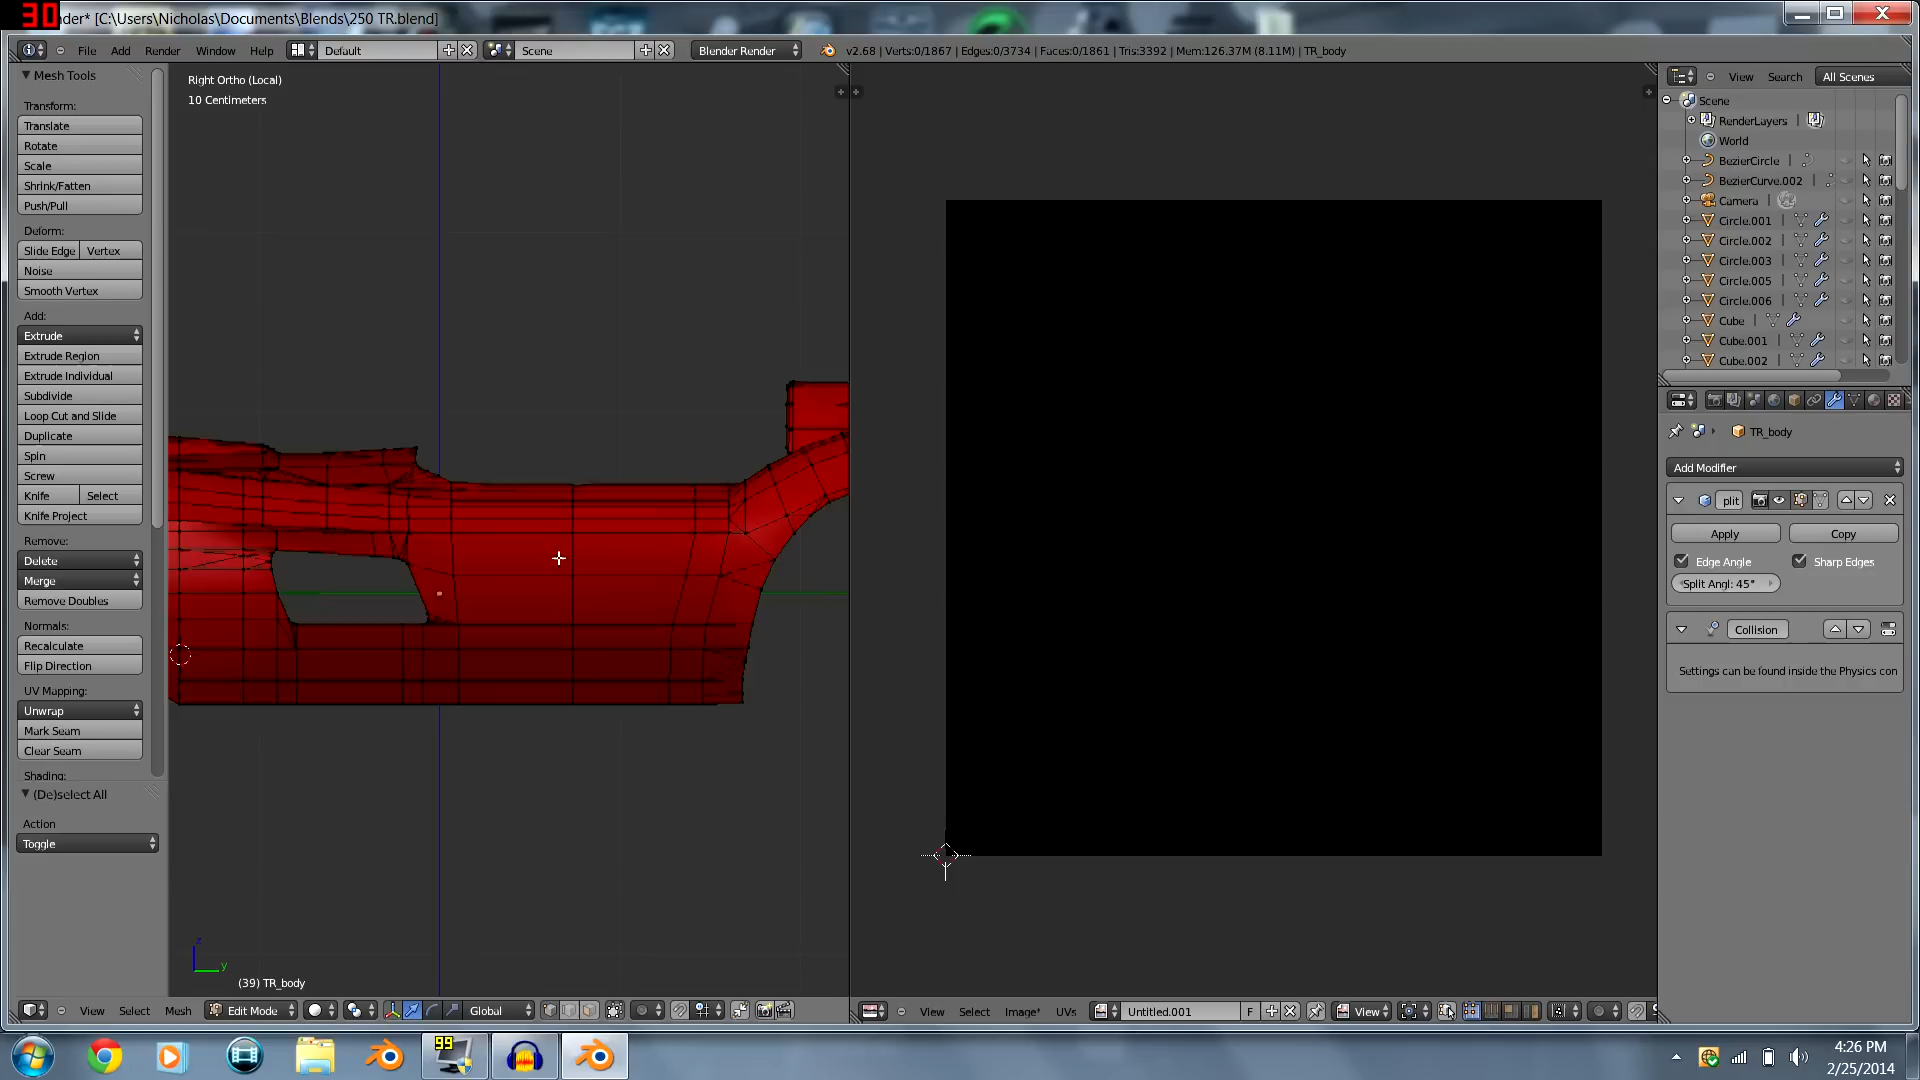 30
nder* [C:\Users\Nicholas\Documents\Blends\250 TR.blend]
File Add Render Window Help Default Scene Blender Render v2.68 | Verts:0/1867 | Edges:0/3734 | Faces:0/1861 | Tris:3392 | Mem:126.37M (8.11M) | TR_body
Mesh Tools
Transform:
Translate
Rotate
Scale
Shrink/Fatten
Push/Pull
Deform:
Slide Edge Vertex
Noise
Smooth Vertex
Add:
Extrude
Extrude Region
Extrude Individual
Subdivide
Loop Cut and Slide
Duplicate
Spin
Screw
Knife Select
Knife Project
Remove:
Delete
Merge
Remove Doubles
Normals:
Recalculate
Flip Direction
UV Mapping:
Unwrap
Mark Seam
Clear Seam
Shading:
(De)select All
Action
Toggle
Right Ortho (Local)
10 Centimeters
z
y
(39) TR_body
View Select Mesh Edit Mode Global
View Select Image* UVs Untitled.001 F View
View Search All Scenes
Scene
RenderLayers
World
BezierCircle
BezierCurve.002
Camera
Circle.001
Circle.002
Circle.003
Circle.005
Circle.006
Cube
Cube.001
Cube.002
TR_body
Add Modifier
plit
Apply Copy
Edge Angle Sharp Edges
Split Angl: 45°
Collision
Settings can be found inside the Physics con
99
4:26 PM
2/25/2014